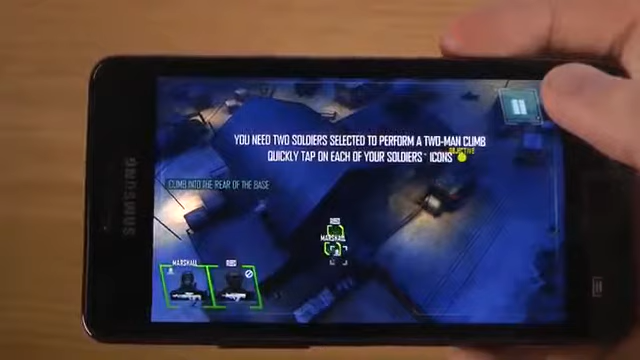 YOU NEED TWO SOLDIERS SELECTED TO PERFORM A TWO-MAN CLIMB
QUICKLY TAP ON EACH OF YOUR SOLDIERS' ICONS
OBJECTIVE
CLIMB INTO THE REAR OF THE BASE
MARSHALL
MARSHALL
SAMSUNG